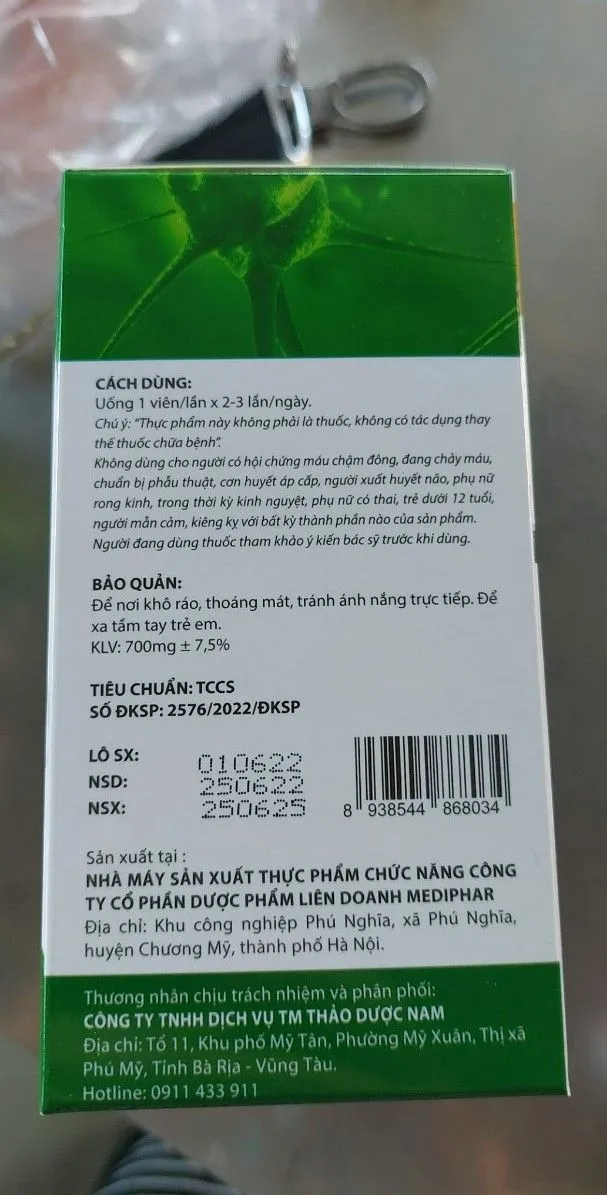 CÁCH DÙNG:
Uống 1 viên/lần x 2-3 lần/ngày.
Chú ý: "Thực phẩm này không phải là thuốc, không có tác dụng thay
thế thuốc chữa bệnh".
Không dùng cho người có hội chứng máu chậm đông, đang chảy máu,
chuẩn bị phẫu thuật, cơn huyết áp cấp, người xuất huyết não, phụ nữ
rong kinh, trong thời kỳ kinh nguyệt, phụ nữ có thai, trẻ dưới 12 tuổi,
người mẫn cảm, kiêng kỵ với bất kỳ thành phần nào của sản phẩm.
Người đang dùng thuốc tham khảo ý kiến bác sỹ trước khi dùng.
BẢO QUẢN:
Để nơi khô ráo, thoáng mát, tránh ánh nắng trực tiếp. Để
xa tầm tay trẻ em.
KLV: 700mg ± 7,5%
TIÊU CHUẨN: TCCS
SỐ ĐKSP: 2576/2022/ĐKSP
LÔ SX: 010622
NSD: 250622
NSX: 250625
8 938544 868034
Sản xuất tại :
NHÀ MÁY SẢN XUẤT THỰC PHẨM CHỨC NĂNG CÔNG
TY CỔ PHẦN DƯỢC PHẨM LIÊN DOANH MEDIPHAR
Địa chỉ: Khu công nghiệp Phú Nghĩa, xã Phú Nghĩa,
huyện Chương Mỹ, thành phố Hà Nội.
Thương nhân chịu trách nhiệm và phân phối:
CÔNG TY TNHH DỊCH VỤ TM THẢO DƯỢC NAM
Địa chỉ: Tổ 11, Khu phố Mỹ Tân, Phường Mỹ Xuân, Thị xã
Phú Mỹ, Tỉnh Bà Rịa - Vũng Tàu.
Hotline: 0911 433 911